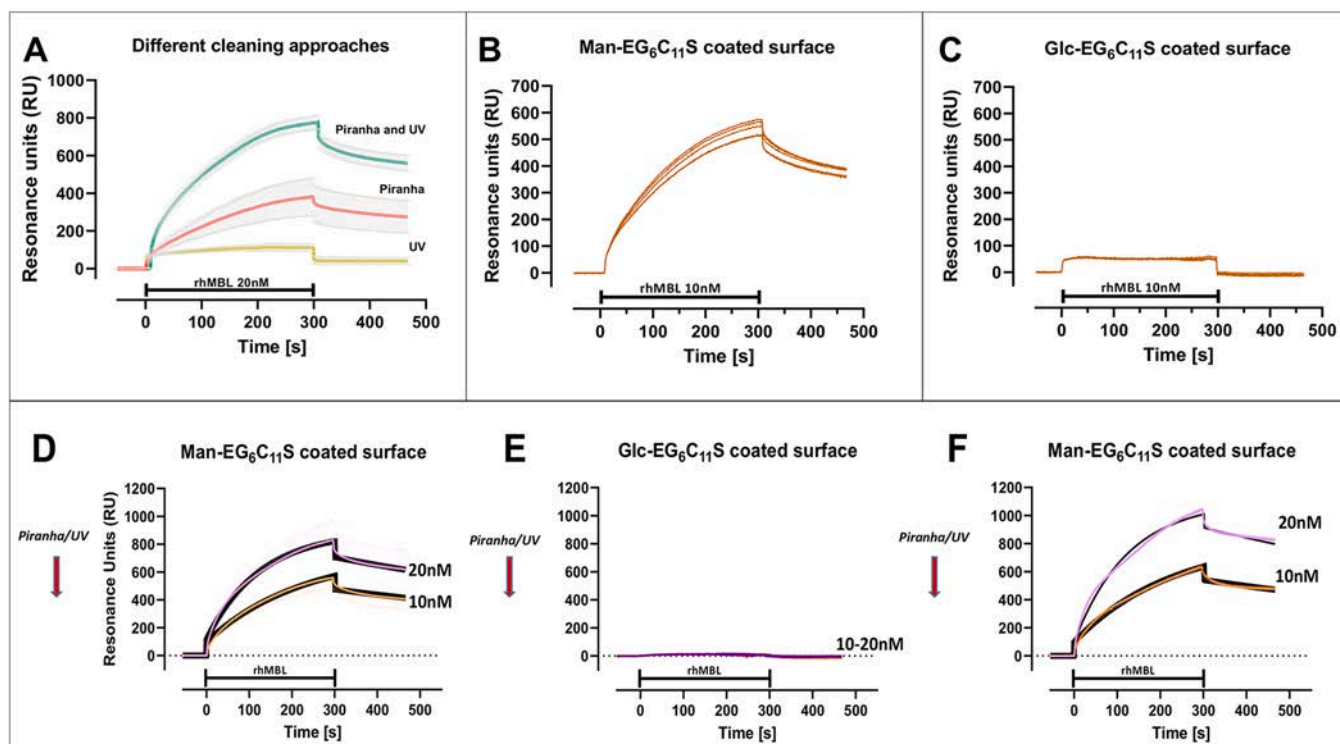 A
Different cleaning approaches
Resonance units (RU)
1000
800
600
400
200
0
Piranha and UV
Piranha
UV
rhMBL 20nM
0 100 200 300 400 500
Time [s]
B
Man-EG₆C₁₁S coated surface
Resonance units (RU)
700
600
500
400
300
200
100
0
rhMBL 10nM
0 100 200 300 400 500
Time [s]
C
Glc-EG₆C₁₁S coated surface
Resonance units (RU)
700
600
500
400
300
200
100
0
rhMBL 10nM
0 100 200 300 400 500
Time [s]
D
Man-EG₆C₁₁S coated surface
Piranha/UV
Resonance Units (RU)
1200
1000
800
600
400
200
0
20nM
10nM
rhMBL
0 100 200 300 400 500
Time [s]
E
Glc-EG₆C₁₁S coated surface
Piranha/UV
1200
1000
800
600
400
200
0
10-20nM
rhMBL
0 100 200 300 400 500
Time [s]
F
Man-EG₆C₁₁S coated surface
Piranha/UV
Resonance Units (RU)
1200
1000
800
600
400
200
0
20nM
10nM
rhMBL
0 100 200 300 400 500
Time [s]